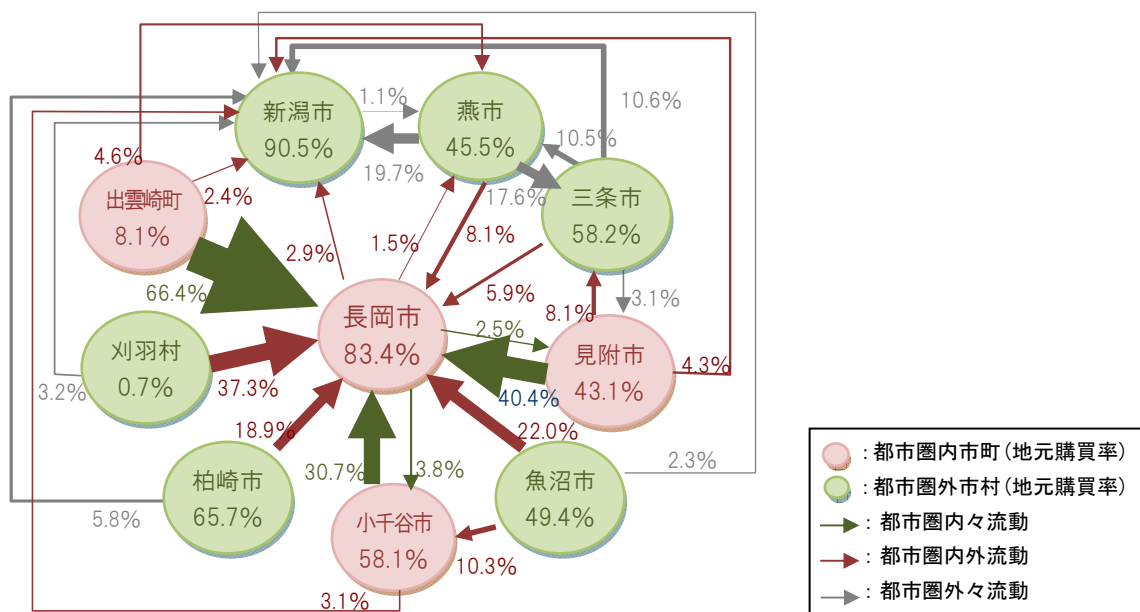 10.6%
新潟市
90.5%
1.1%
燕市
45.5%
10.5%
19.7%
17.6%
三条市
58.2%
4.6%
2.4%
出雲崎町
8.1%
2.9%
1.5%
8.1%
5.9%
3.1%
66.4%
長岡市
83.4%
2.5%
8.1%
見附市
43.1%
4.3%
刈羽村
0.7%
3.2%
37.3%
40.4%
18.9%
22.0%
柏崎市
65.7%
5.8%
30.7%
3.8%
魚沼市
49.4%
2.3%
小千谷市
58.1%
10.3%
3.1%
：都市圏内市町(地元購買率)
：都市圏外市村(地元購買率)
：都市圏内々流動
：都市圏内外流動
：都市圏外々流動